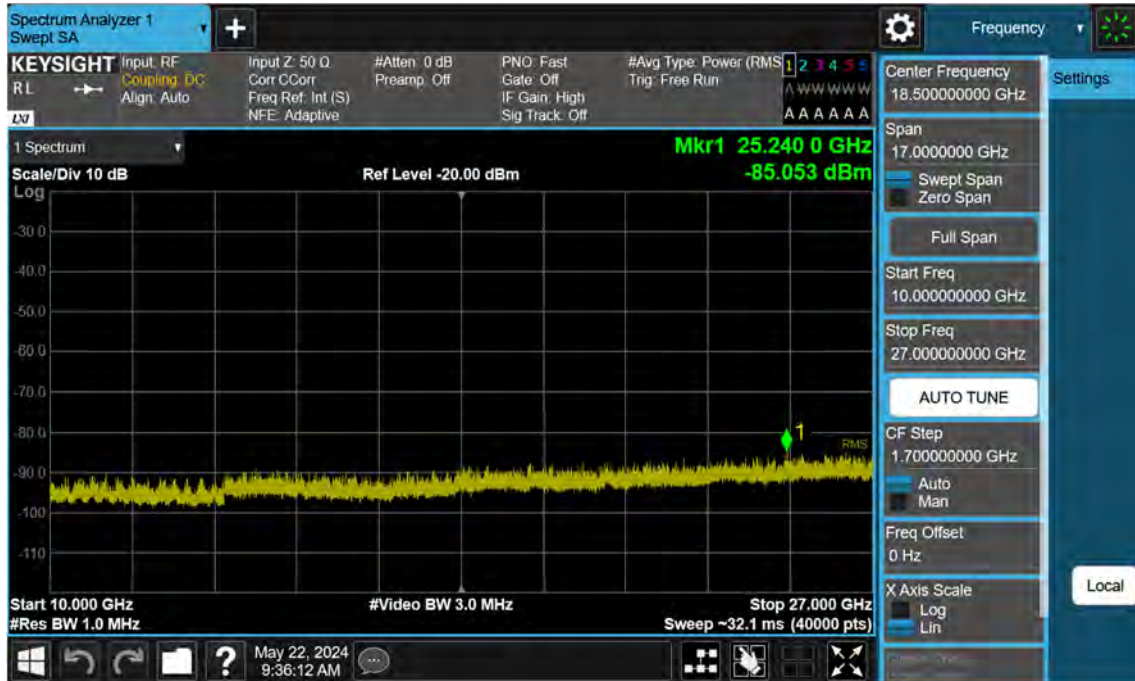 Spectrum Analyzer 1
Swept SA
+
Frequency
KEYSIGHT
RL
LXI
Input: RF
Coupling: DC
Align: Auto
Input Z: 50 Ω
Corr CCorr
Freq Ref: Int (S)
NFE: Adaptive
#Atten: 0 dB
Preamp: Off
PNO: Fast
Gate: Off
IF Gain: High
Sig Track: Off
#Avg Type: Power (RMS
Trig: Free Run
1 2 3 4 5 6
A W W W W W
A A A A A A
1 Spectrum
Mkr1 25.240 0 GHz
-85.053 dBm
Scale/Div 10 dB
Ref Level -20.00 dBm
Log
-30.0
-40.0
-50.0
-60.0
-70.0
-80.0
-90.0
-100
-110
1
RMS
Start 10.000 GHz
#Video BW 3.0 MHz
Stop 27.000 GHz
#Res BW 1.0 MHz
Sweep ~32.1 ms (40000 pts)
Center Frequency
18.500000000 GHz
Settings
Span
17.0000000 GHz
Swept Span
Zero Span
Full Span
Start Freq
10.000000000 GHz
Stop Freq
27.000000000 GHz
AUTO TUNE
CF Step
1.700000000 GHz
Auto
Man
Freq Offset
0 Hz
X Axis Scale
Log
Lin
Local
?
May 22, 2024
9:36:12 AM